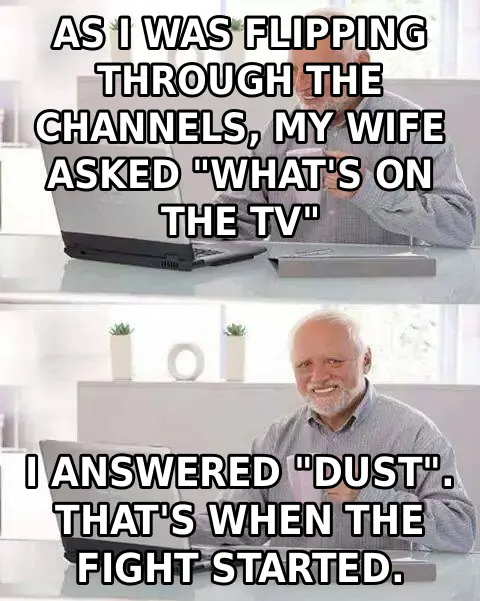 AS I WAS FLIPPING
THROUGH THE
CHANNELS, MY WIFE
ASKED "WHAT'S ON
THE TV"
I ANSWERED "DUST".
THAT'S WHEN THE
FIGHT STARTED.